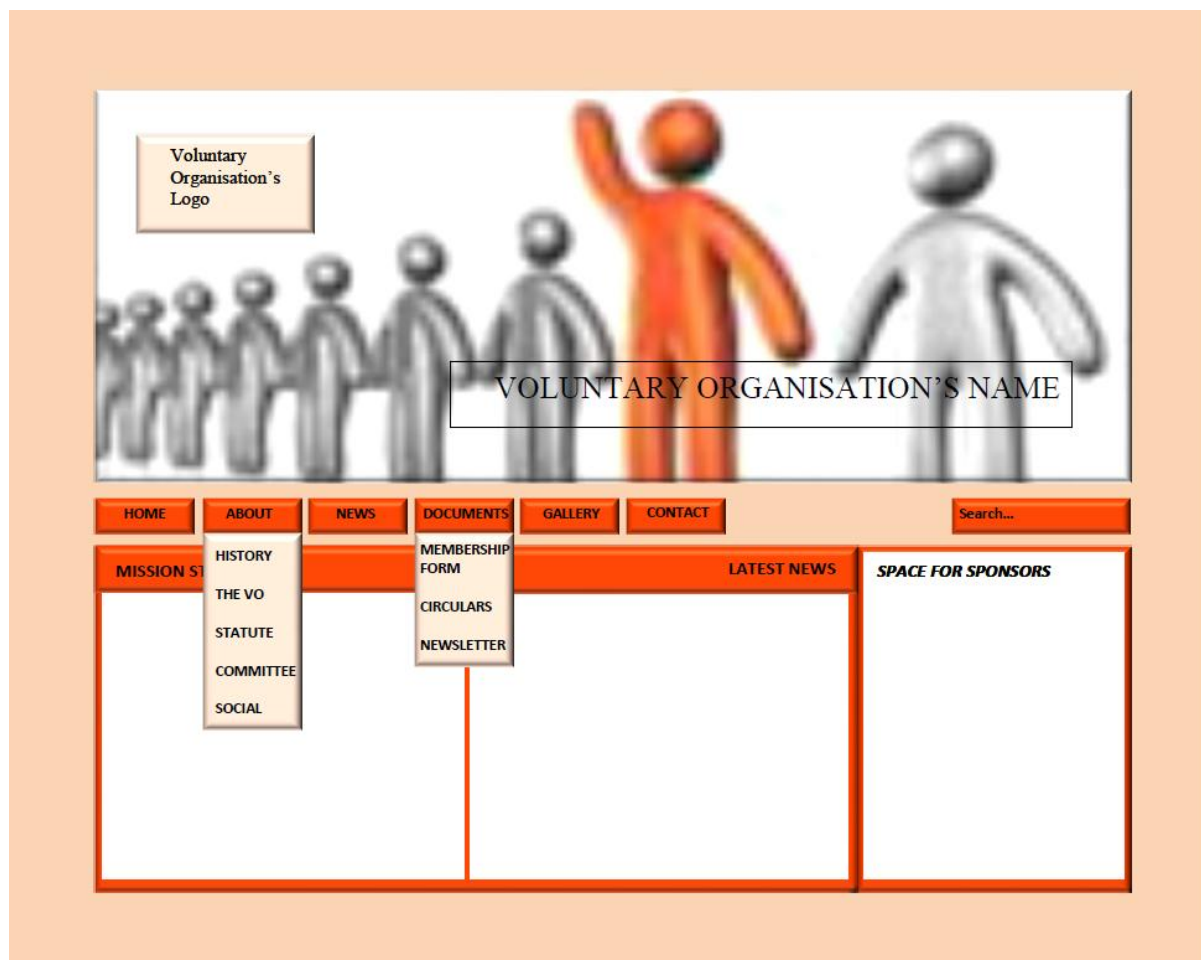 Voluntary
Organisation's
Logo
VOLUNTARY ORGANISATION'S NAME
HOME
ABOUT
NEWS
DOCUMENTS
GALLERY
CONTACT
Search...
HISTORY
THE VO
STATUTE
COMMITTEE
SOCIAL
MEMBERSHIP
FORM
CIRCULARS
NEWSLETTER
MISSION
LATEST NEWS
SPACE FOR SPONSORS